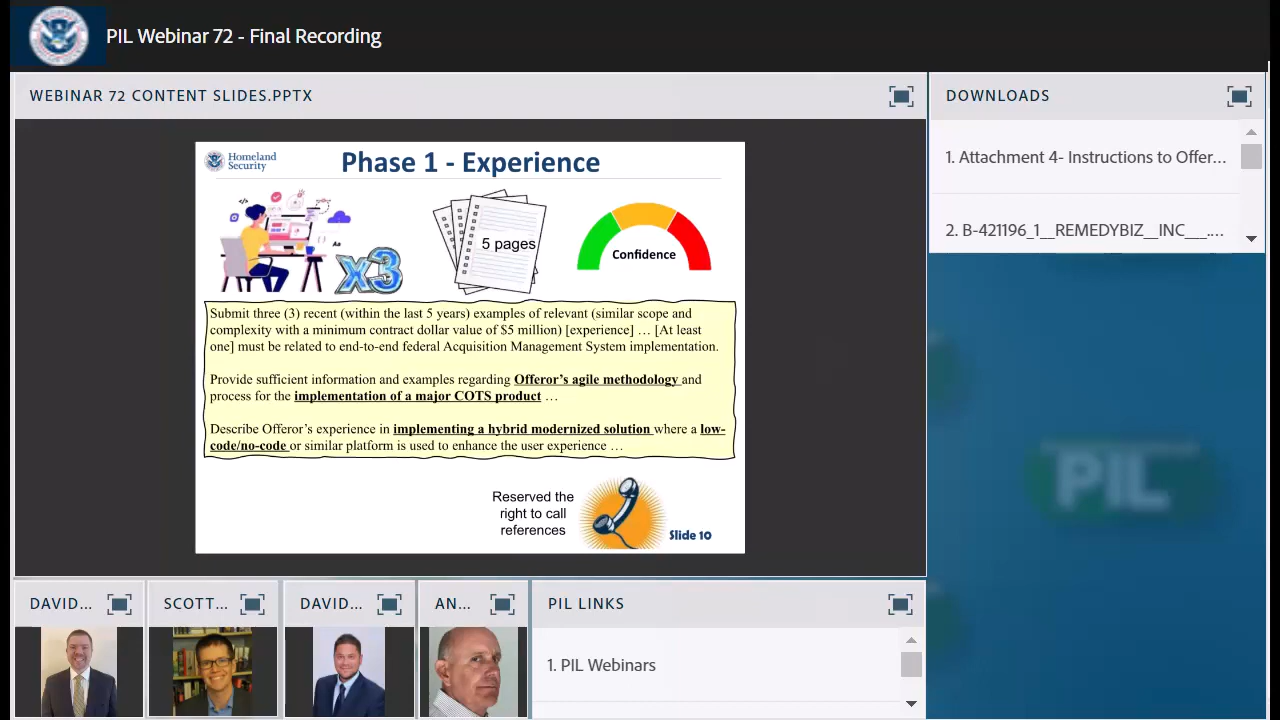 PIL Webinar 72 - Final Recording
WEBINAR 72 CONTENT SLIDES.PPTX
Homeland
Security
Phase 1 - Experience
</>
Aa
x3
5 pages
Confidence
Submit three (3) recent (within the last 5 years) examples of relevant (similar scope and
complexity with a minimum contract dollar value of $5 million) [experience] … [At least
one] must be related to end-to-end federal Acquisition Management System implementation.
Provide sufficient information and examples regarding Offeror’s agile methodology and
process for the implementation of a major COTS product …
Describe Offeror’s experience in implementing a hybrid modernized solution where a low-
code/no-code or similar platform is used to enhance the user experience …
Reserved the
right to call
references
Slide 10
DOWNLOADS
1. Attachment 4- Instructions to Offer...
2. B-421196_1__REMEDYBIZ__INC___....
PIL
DAVID...
SCOTT...
DAVID...
AN...
PIL LINKS
1. PIL Webinars